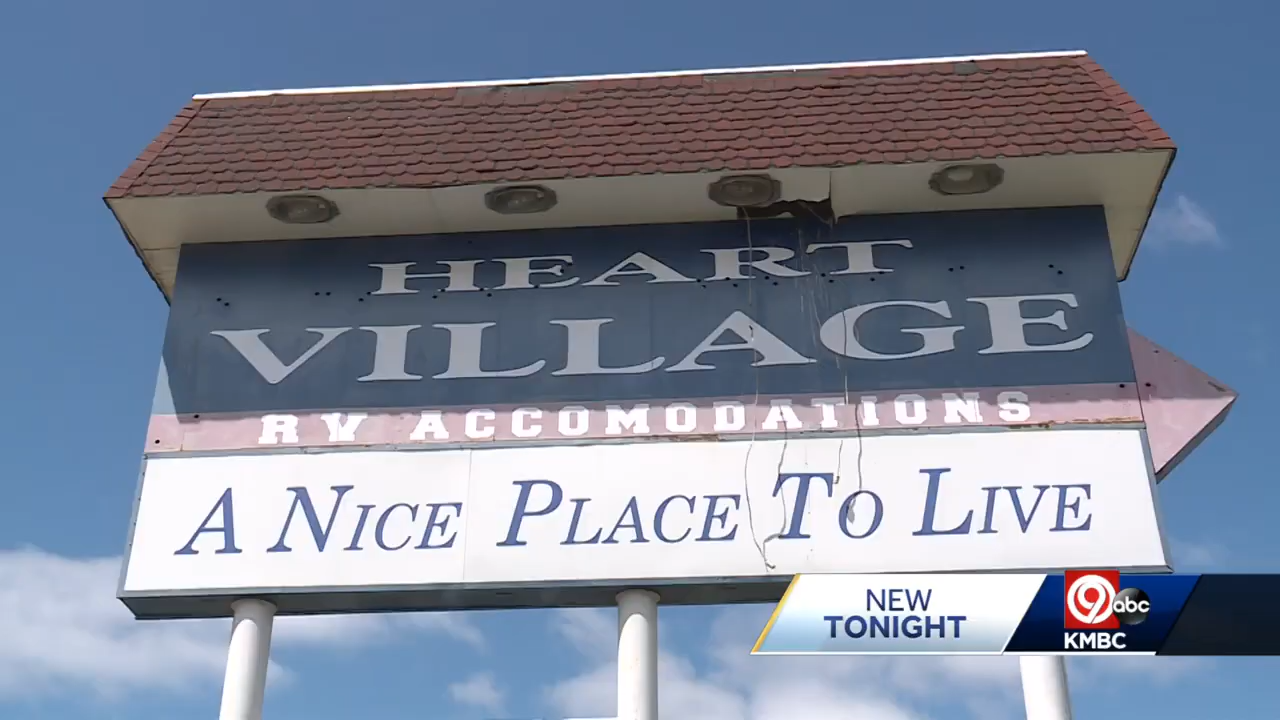 HEART
VILLAGE
RV ACCOMODATIONS
A NICE PLACE TO LIVE
NEW
TONIGHT
9
abc
KMBC